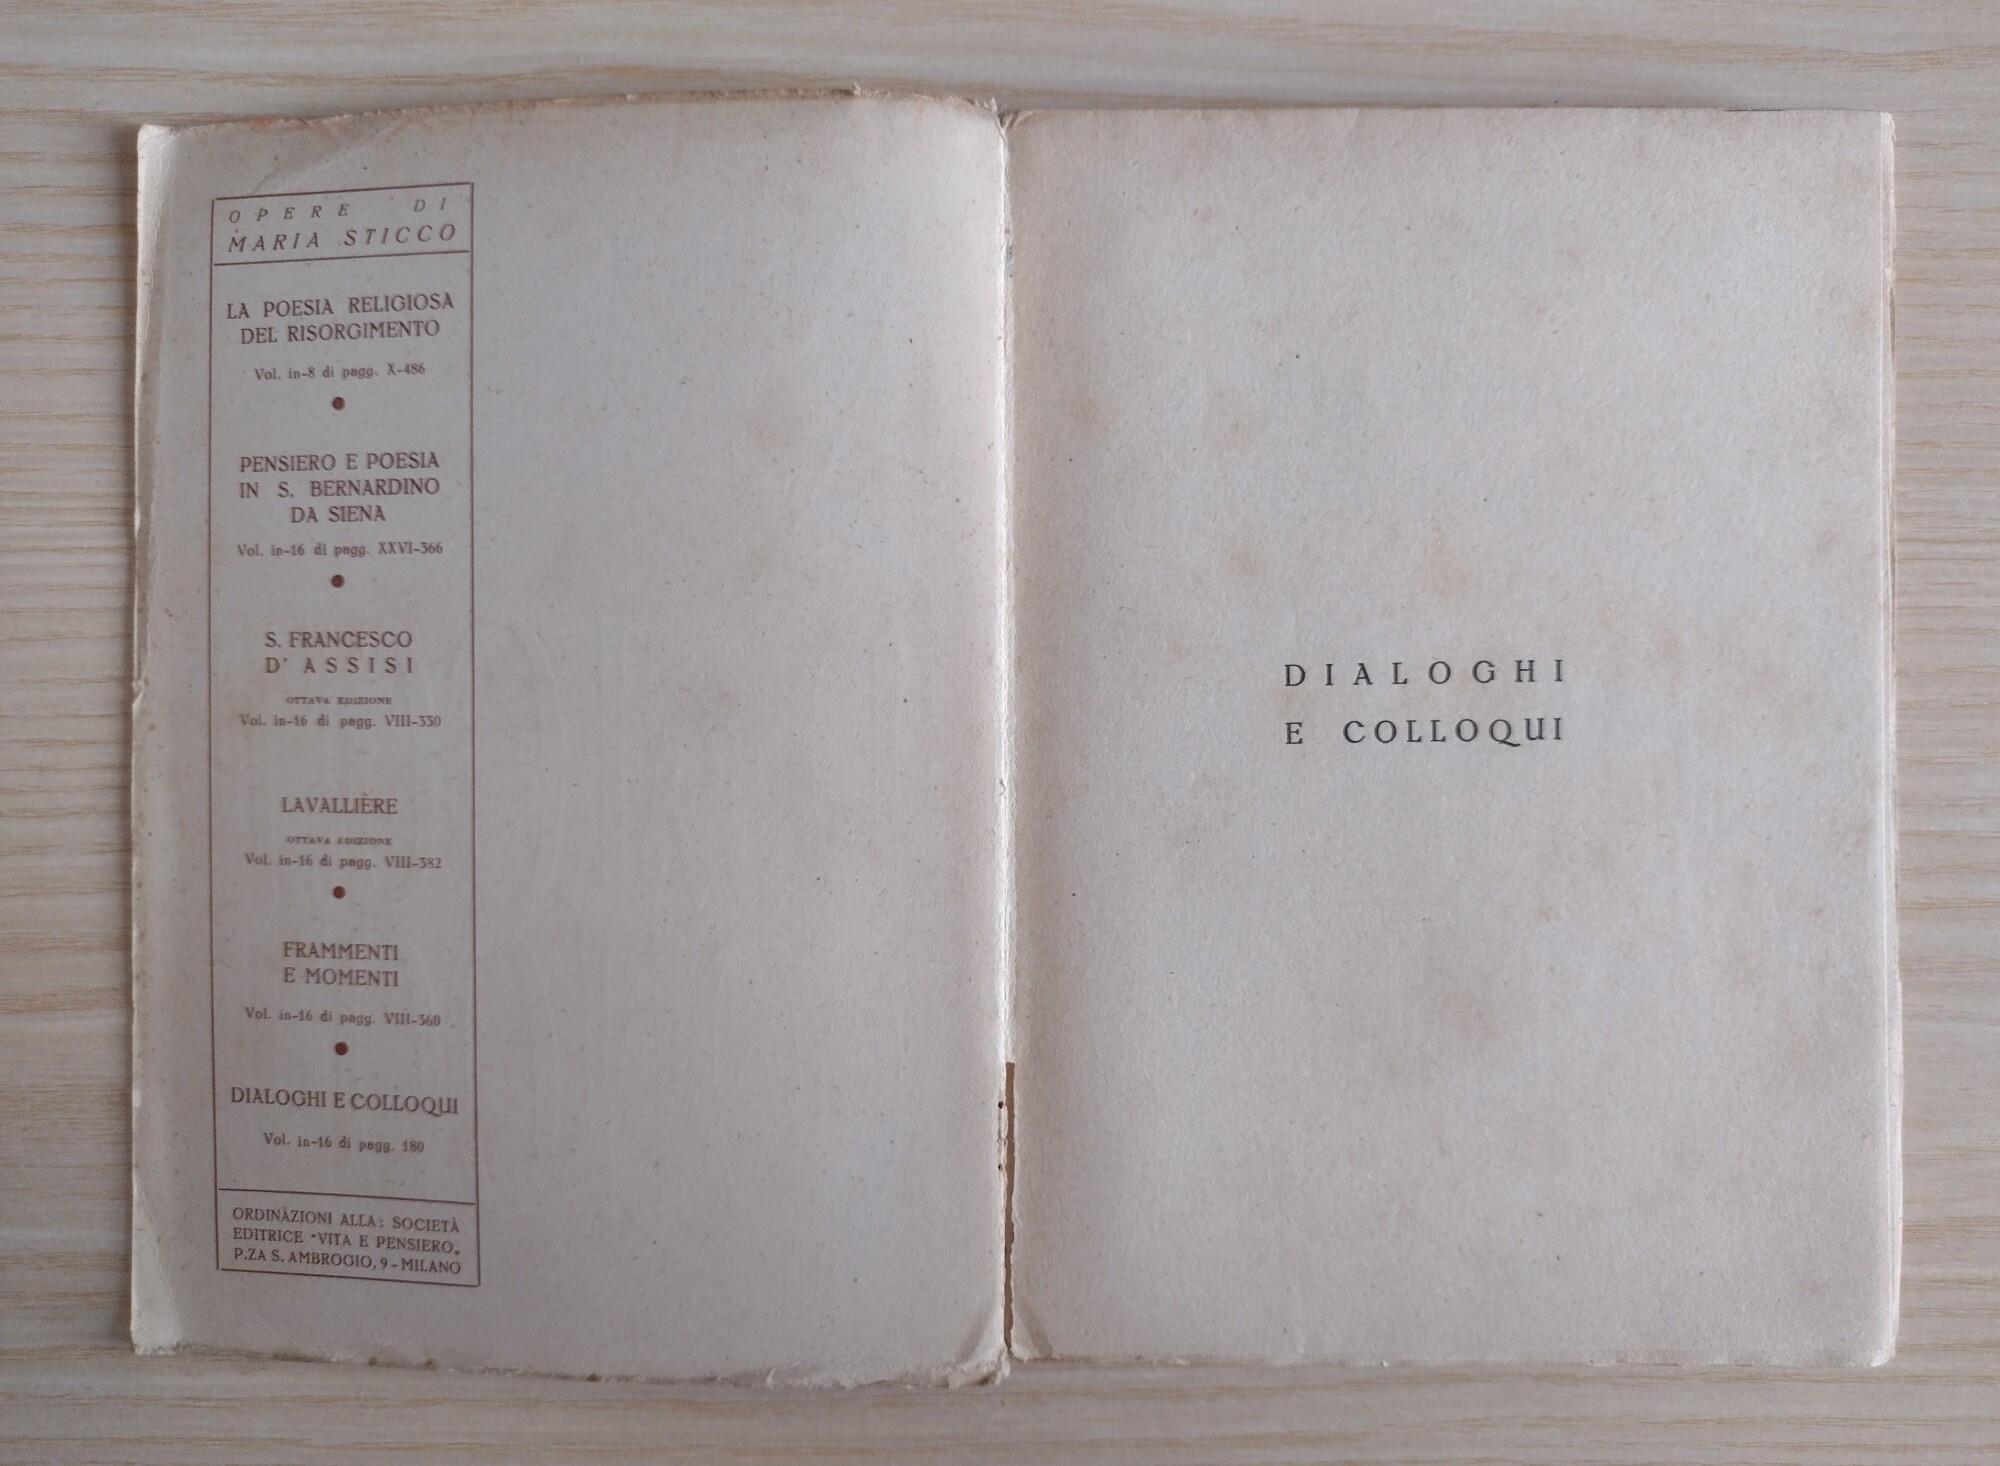 OPERE DI
MARIA STICCO
LA POESIA RELIGIOSA
DEL RISORGIMENTO
Vol. in-8 di pagg. X-486
PENSIERO E POESIA
IN S. BERNARDINO
DA SIENA
Vol. in-16 di pagg. XXVI-366
S. FRANCESCO
D' ASSISI
OTTAVA EDIZIONE
Vol. in-16 di pagg. VIII-330
LAVALLIÈRE
OTTAVA EDIZIONE
Vol. in-16 di pagg. VIII-382
FRAMMENTI
E MOMENTI
Vol. in-16 di pagg. VIII-360
DIALOGHI E COLLOQUI
Vol. in-16 di pagg. 180
ORDINAZIONI ALLA: SOCIETÀ
EDITRICE "VITA E PENSIERO„
P.ZA S. AMBROGIO, 9 - MILANO
DIALOGHI
E COLLOQUI